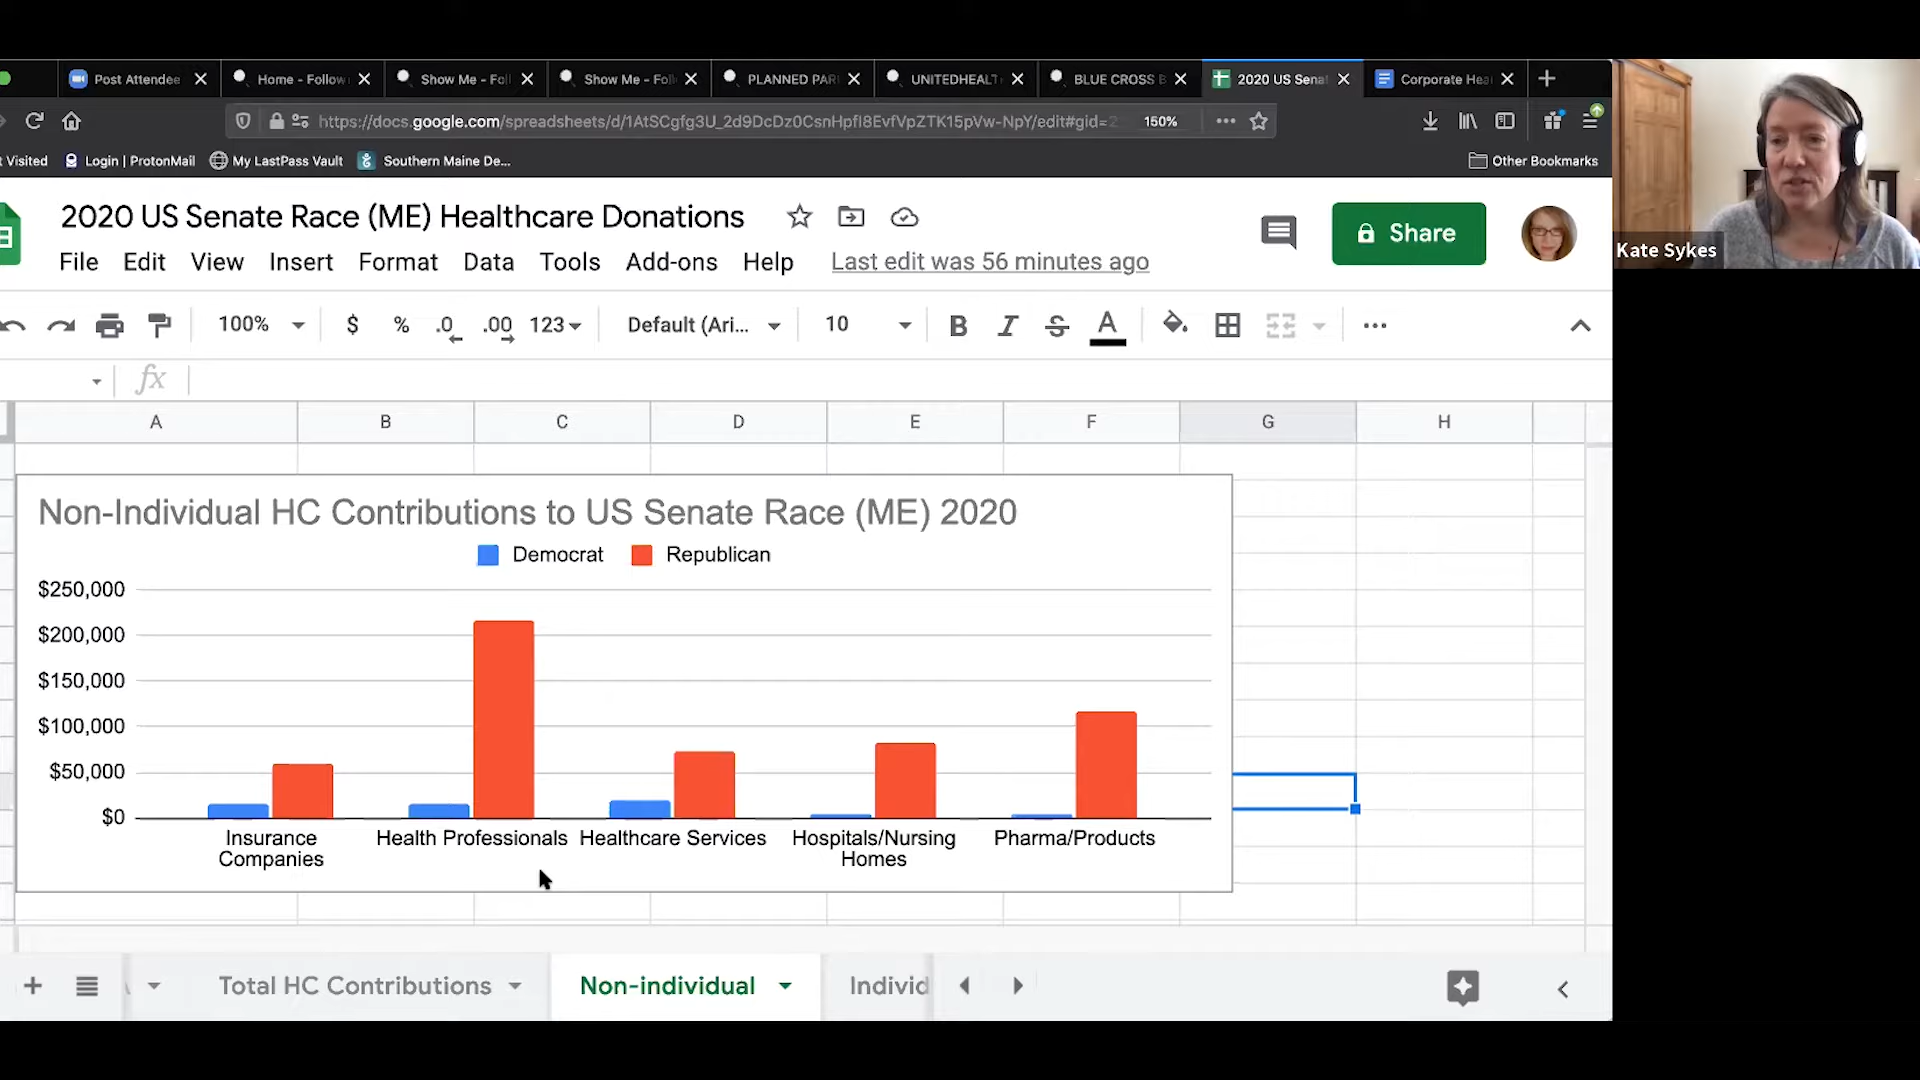 Post Attendee
Home - Follow
Show Me - Fol
Show Me - Fol
PLANNED PAR
UNITEDHEALT
BLUE CROSS B
2020 US Sena
Corporate Hea
https://docs.google.com/spreadsheets/d/1AtSCgfg3U_2d9DcDz0CsnHpfI8EvfVpZTK15pVw-NpY/edit#gid=2
150%
t Visited
Login | ProtonMail
My LastPass Vault
Southern Maine De...
Other Bookmarks
2020 US Senate Race (ME) Healthcare Donations
Share
Kate Sykes
File Edit View Insert Format Data Tools Add-ons Help Last edit was 56 minutes ago
100% $ % .0 .00 123 Default (Ari... 10 B I S A
fx
A B C D E F G H
Non-Individual HC Contributions to US Senate Race (ME) 2020
Democrat Republican
$250,000
$200,000
$150,000
$100,000
$50,000
$0
Insurance Companies
Health Professionals
Healthcare Services
Hospitals/Nursing Homes
Pharma/Products
Total HC Contributions
Non-individual
Individ